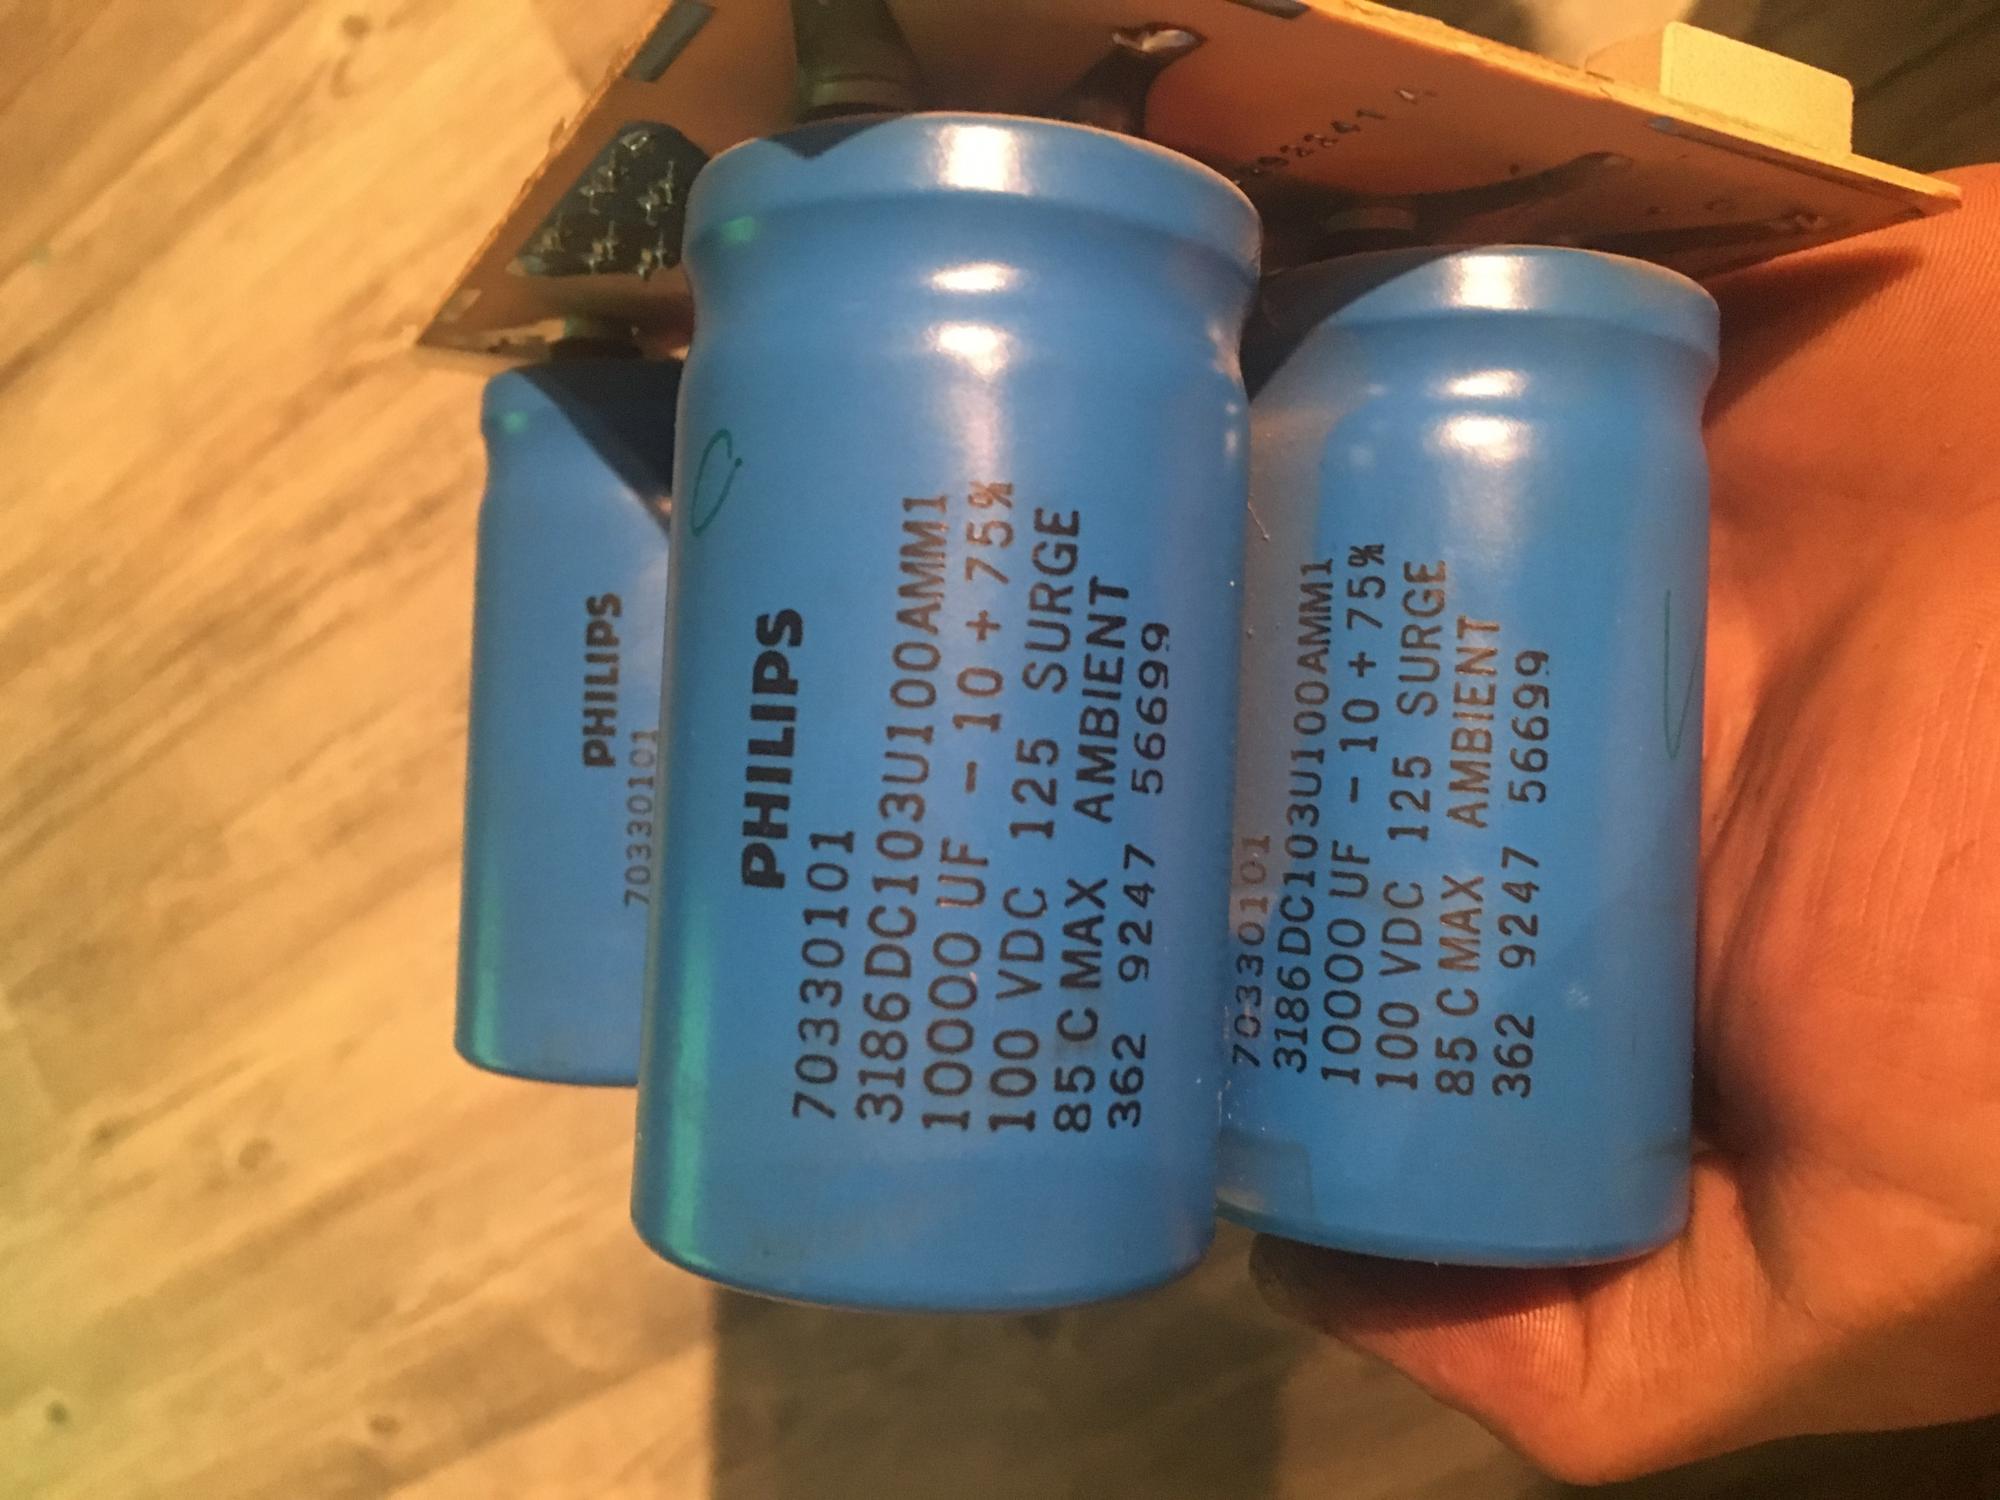 PHILIPS
70330101
PHILIPS
70330101
3186DC103U100AMM1
10000 UF - 10 + 75%
100 VDC 125 SURGE
85 C MAX AMBIENT
362 9247 56699
70330101
3186DC103U100AMM1
10000 UF - 10 + 75%
100 VDC 125 SURGE
85 C MAX AMBIENT
362 9247 56699